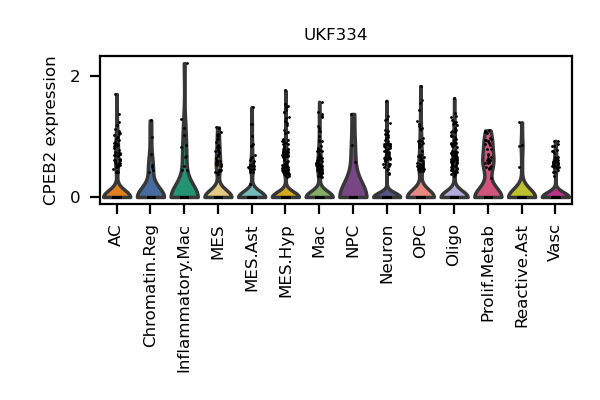 UKF334
CPEB2 expression
2
0
AC
Chromatin.Reg
Inflammatory.Mac
MES
MES.Ast
MES.Hyp
Mac
NPC
Neuron
OPC
Oligo
Prolif.Metab
Reactive.Ast
Vasc